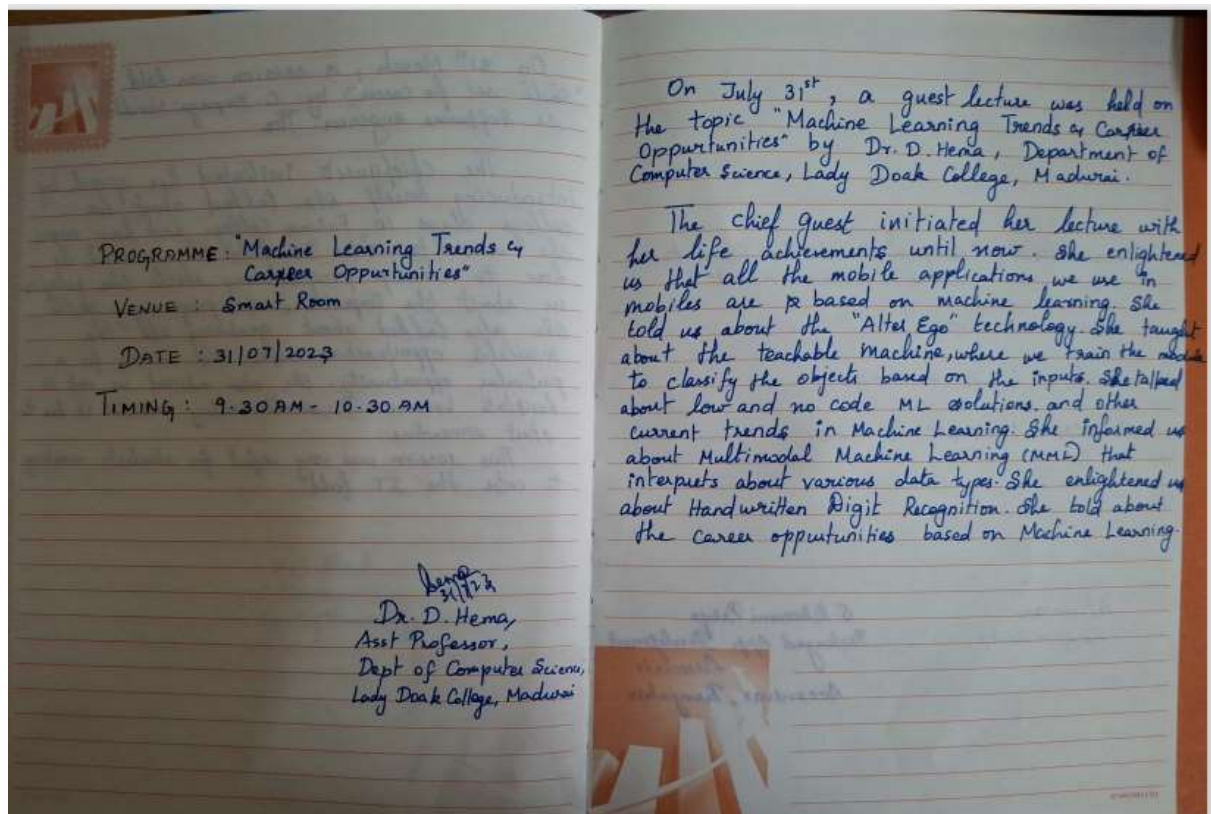 PROGRAMME : "Machine Learning Trends &
Career Oppurtunities"
VENUE : Smart Room
DATE : 31/07/2023
TIMING : 9.30 AM - 10.30 AM
31/7/23
Dr. D. Hema,
Asst Professor,
Dept of Computer Science,
Lady Doak College, Madurai
On July 31st, a guest lecture was held on
the topic "Machine Learning Trends & Career
Oppurtunities" by Dr. D. Hema, Department of
Computer Science, Lady Doak College, Madurai.
The chief guest initiated her lecture with
her life achievements until now. She enlightened
us that all the mobile applications we use in
mobiles are based on machine learning. She
told us about the "Alter Ego" technology. She taught
about the teachable machine, where we train the module
to classify the objects based on the inputs. She talked
about low and no code ML solutions. and other
current trends in Machine Learning. She informed us
about Multimodal Machine Learning (MML) that
interprets about various data types. She enlightened us
about Handwritten Digit Recognition. She told about
the career oppurtunities based on Machine Learning.